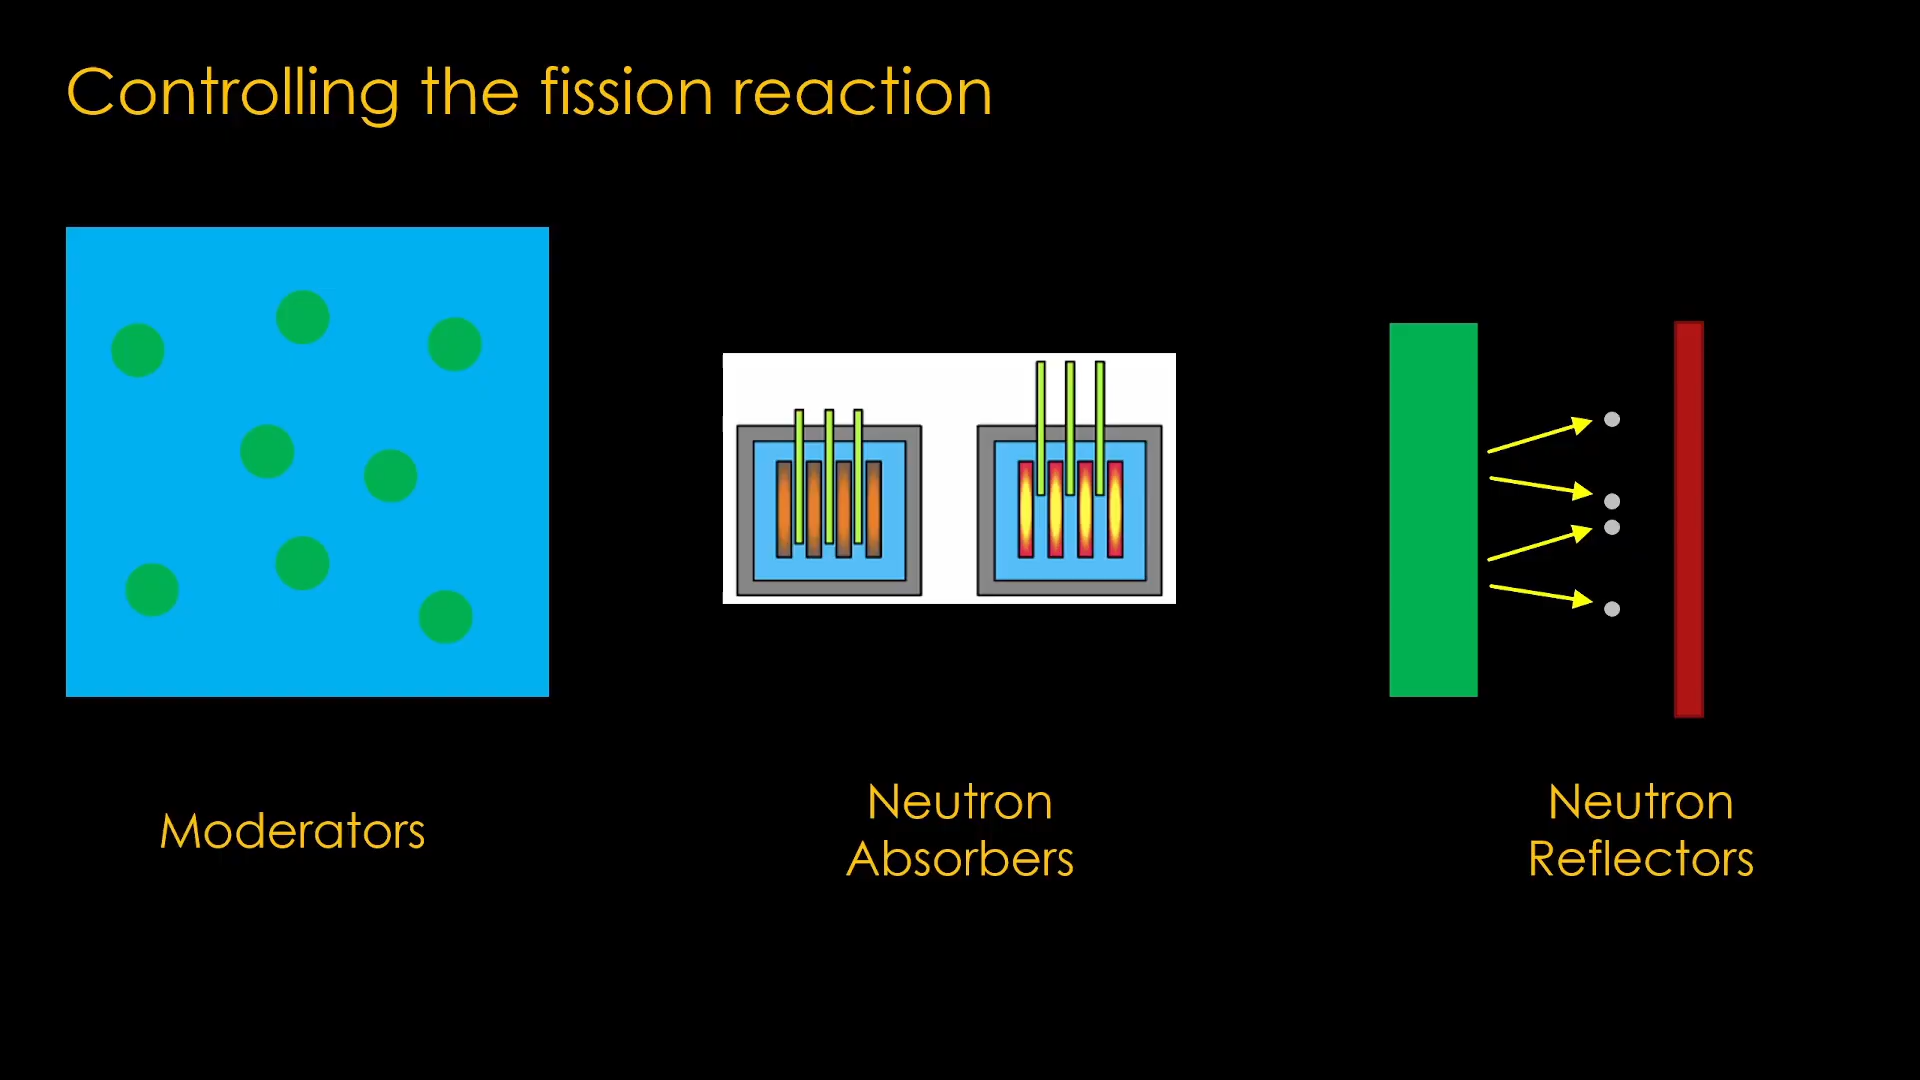 Controlling the fission reaction
Moderators
Neutron
Absorbers
Neutron
Reflectors